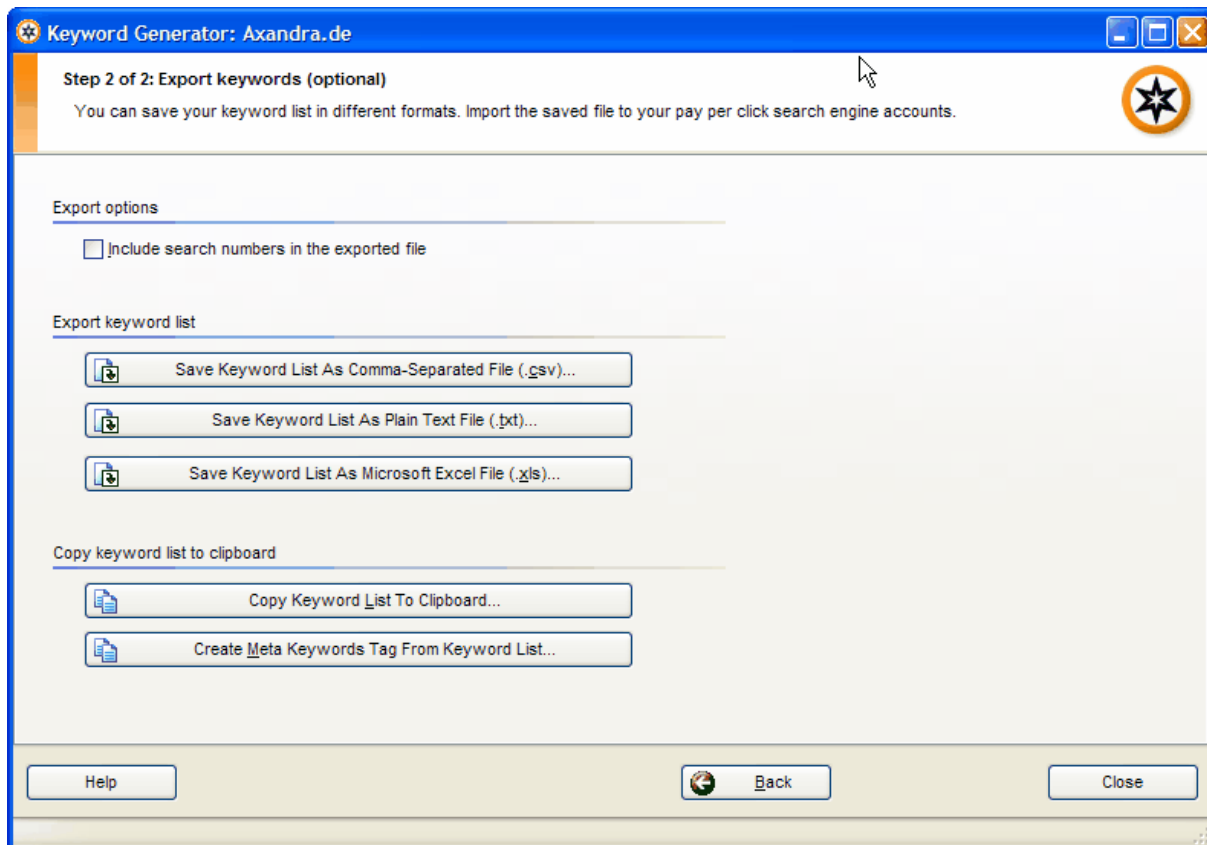 Keyword Generator: Axandra.de
Step 2 of 2: Export keywords (optional)
You can save your keyword list in different formats. Import the saved file to your pay per click search engine accounts.
Export options
Include search numbers in the exported file
Export keyword list
Save Keyword List As Comma-Separated File (.csv)...
Save Keyword List As Plain Text File (.txt)...
Save Keyword List As Microsoft Excel File (.xls)...
Copy keyword list to clipboard
Copy Keyword List To Clipboard...
Create Meta Keywords Tag From Keyword List...
Help
Back
Close